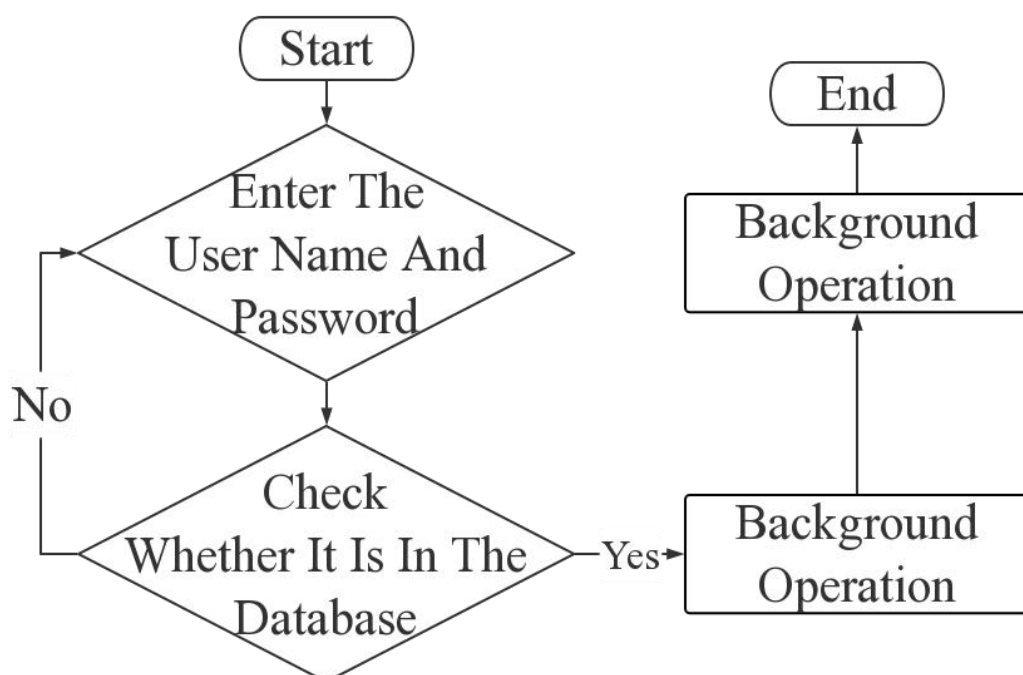 Start
Enter The
User Name And
Password
No
Check
Whether It Is In The
Database
Yes
Background
Operation
Background
Operation
End